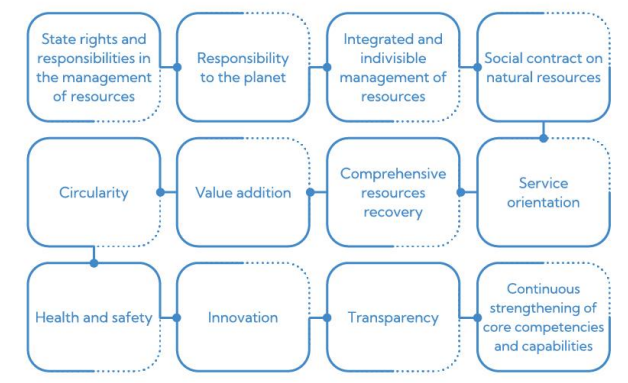 State rights and
responsibilities in
the management
of resources
Responsibility
to the planet
Integrated and
indivisible
management of
resources
Social contract on
natural resources
Circularity
Value addition
Comprehensive
resources
recovery
Service
orientation
Health and safety
Innovation
Transparency
Continuous
strengthening of
core competencies
and capabilities